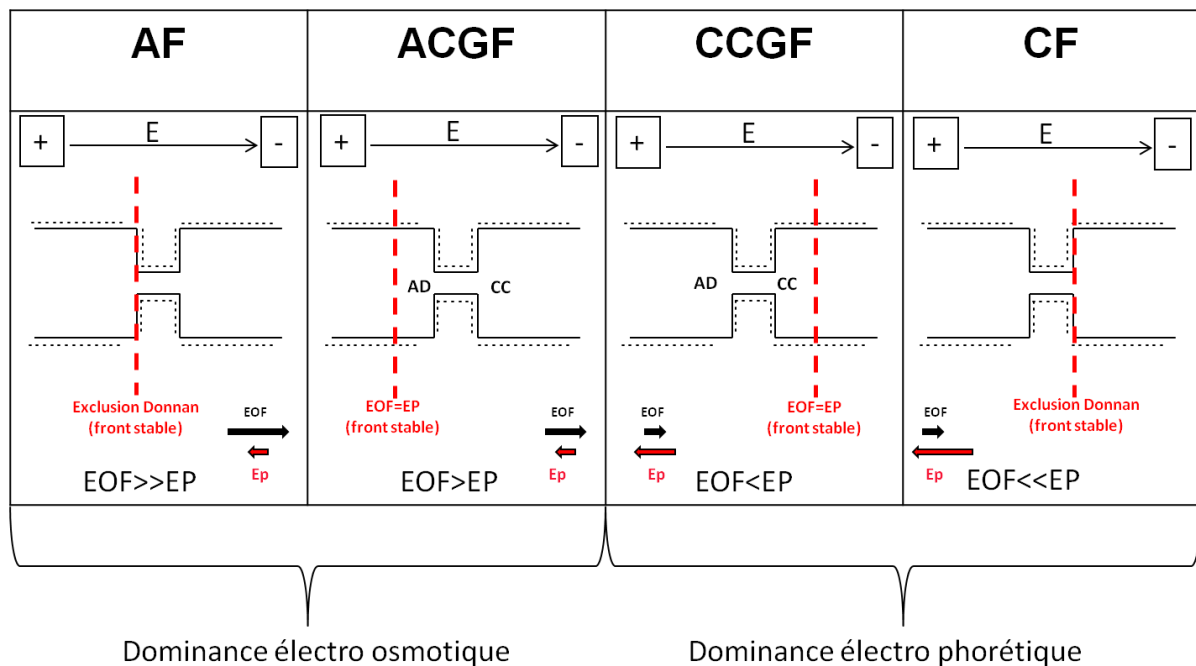 AF
ACGF
CCGF
CF
+ E -
+ E -
+ E -
+ E -
AD CC
AD CC
Exclusion Donnan
(front stable)
EOF
Ep
EOF>>EP
EOF=EP
(front stable)
EOF
Ep
EOF>EP
EOF
Ep
EOF=EP
(front stable)
EOF<EP
EOF
Ep
Exclusion Donnan
(front stable)
EOF<<EP
Dominance électro osmotique
Dominance électro phorétique